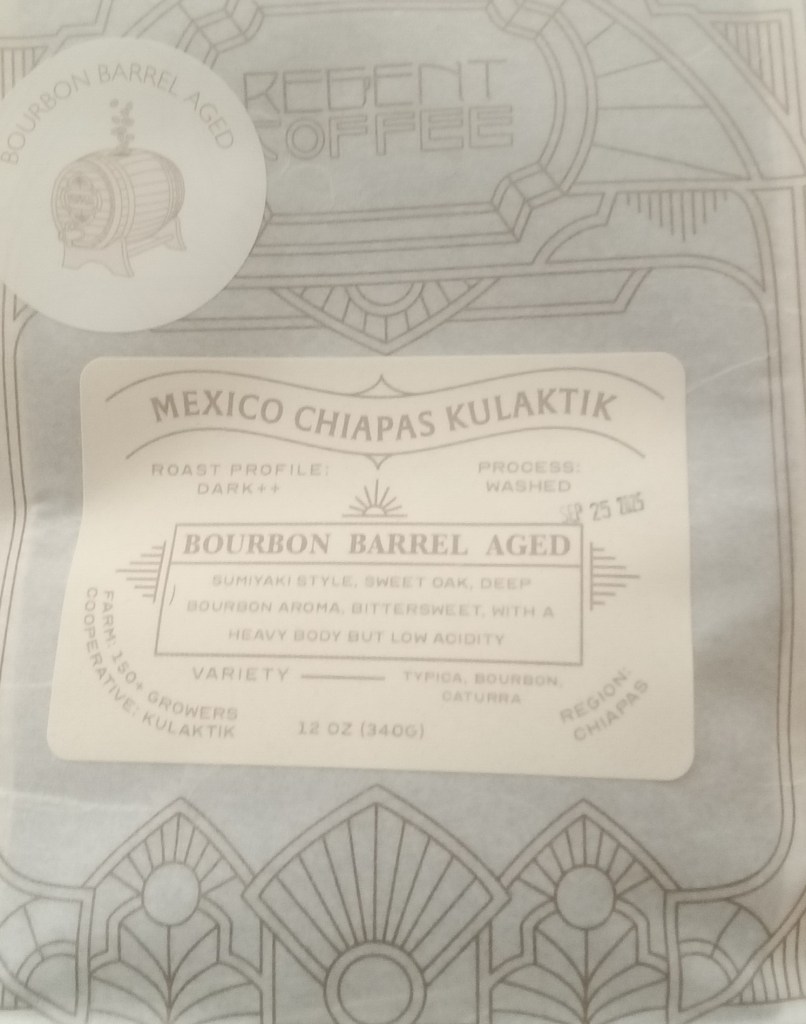 BOURBON BARREL AGED
REGENT
COFFEE
MEXICO CHIAPAS KULAKTIK
ROAST PROFILE:
DARK++
PROCESS:
WASHED
SEP 25 2025
BOURBON BARREL AGED
SUMIYAKI STYLE, SWEET OAK, DEEP
BOURBON AROMA, BITTERSWEET, WITH A
HEAVY BODY BUT LOW ACIDITY
FARM: 150+ GROWERS
COOPERATIVE: KULAKTIK
VARIETY
TYPICA, BOURBON,
CATURRA
REGION:
CHIAPAS
12 OZ (340G)